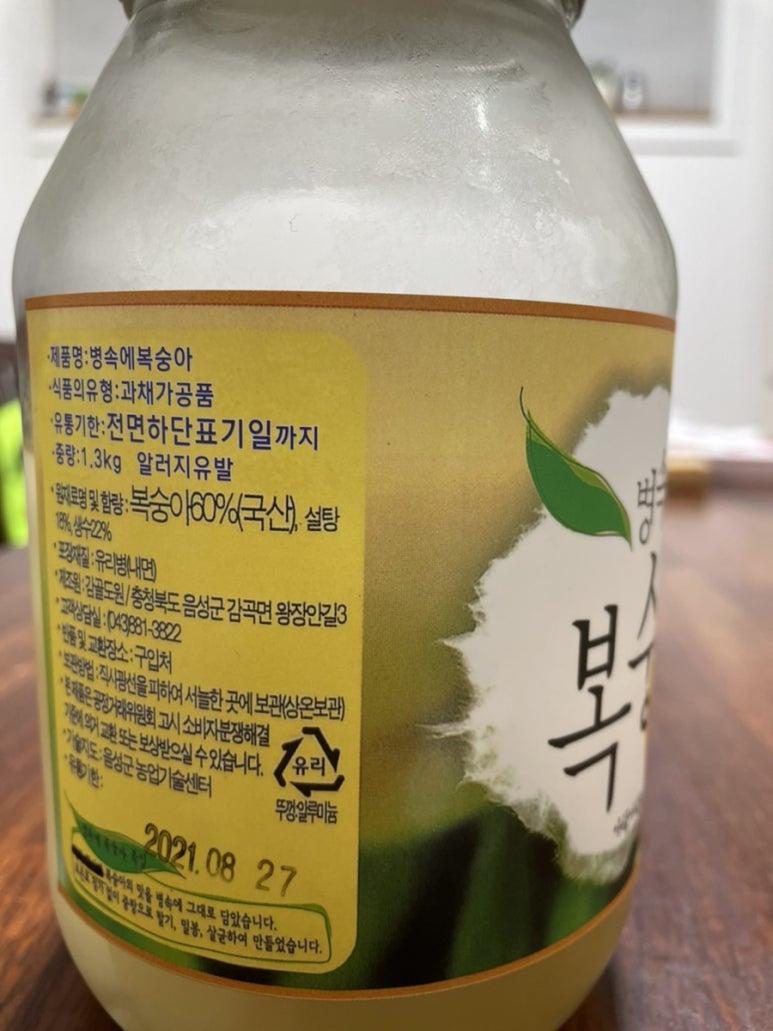 ·제품명:병속에복숭아
·식품의유형:과채가공품
·유통기한:전면하단표기일까지
·중량:1.3kg 알러지유발
·원재료명 및 함량:복숭아60%(국산), 설탕
18%, 생수22%
·포장재질:유리병(내면)
·제조원:감골도원/충청북도 음성군 감곡면 왕장안길3
·고객상담실:(043)881-3822
·반품 및 교환장소:구입처
·보관방법:직사광선을 피하여 서늘한 곳에 보관(상온보관)
·본 제품은 공정거래위원회 고시 소비자분쟁해결
기준에 의거 교환 또는 보상받으실 수 있습니다.
·기술지도:음성군 농업기술센터
·유통기한:
유리
뚜껑:알루미늄
2021.08 27
복숭아의 맛을 병속에 그대로 담았습니다.
밀봉, 살균하여 만들었습니다.
병속
복숭